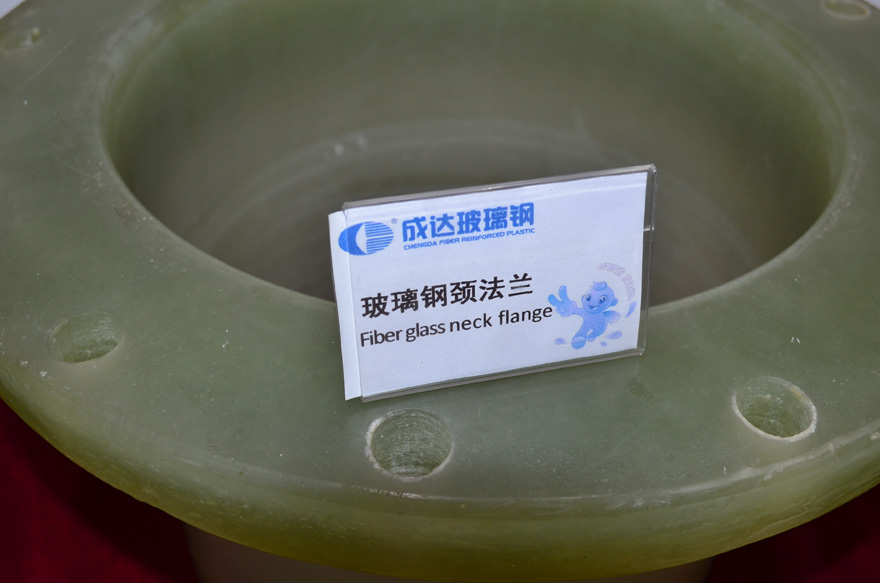 ® 成达玻璃钢
CHENGDA FIBER REINFORCED PLASTIC
玻璃钢颈法兰
Fiber glass neck flange